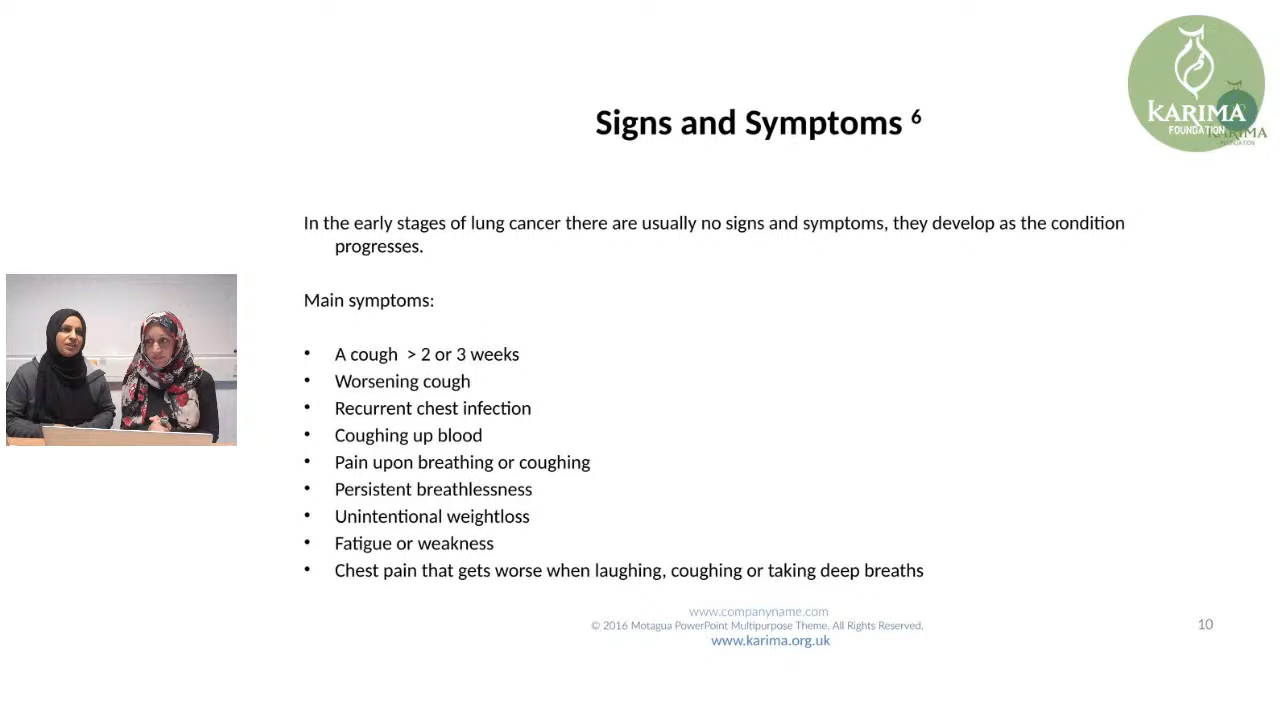 KARIMA
FOUNDATION
KARIMA
FOUNDATION
Signs and Symptoms ⁶
In the early stages of lung cancer there are usually no signs and symptoms, they develop as the condition
progresses.
Main symptoms:
• A cough > 2 or 3 weeks
• Worsening cough
• Recurrent chest infection
• Coughing up blood
• Pain upon breathing or coughing
• Persistent breathlessness
• Unintentional weightloss
• Fatigue or weakness
• Chest pain that gets worse when laughing, coughing or taking deep breaths
www.companyname.com
© 2016 Motagua PowerPoint Multipurpose Theme. All Rights Reserved.
www.karima.org.uk
10